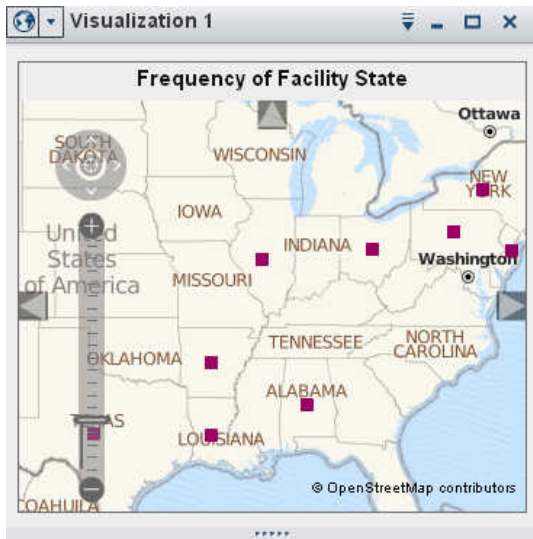 Visualization 1
Frequency of Facility State
Ottawa
SOUTH
DAKOTA
WISCONSIN
NEW
YORK
IOWA
United
States
of America
INDIANA
Washington
MISSOURI
TENNESSEE
NORTH
CAROLINA
OKLAHOMA
ALABAMA
TEXAS
LOUISIANA
COAHUILA
© OpenStreetMap contributors